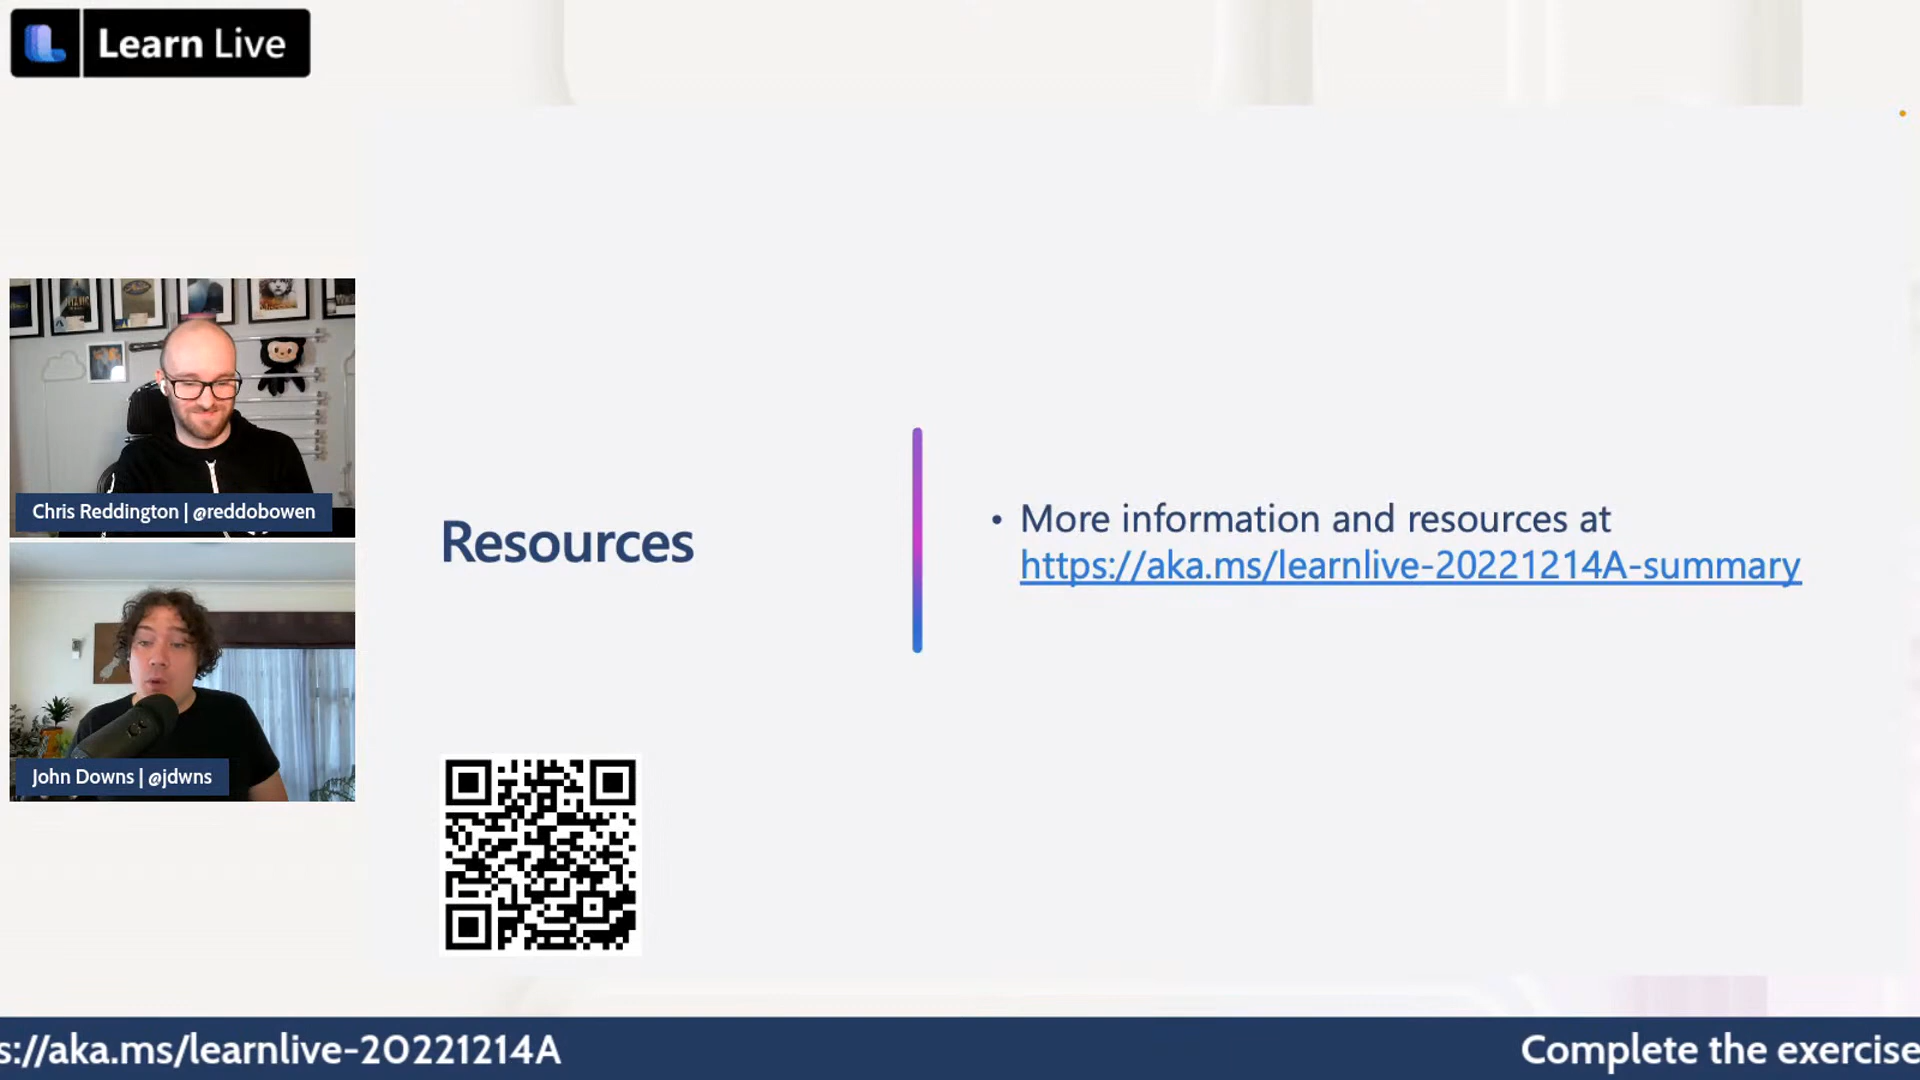 Learn Live
Chris Reddington | @reddobowen
John Downs | @jdwns
Resources
• More information and resources at
https://aka.ms/learnlive-20221214A-summary
s://aka.ms/learnlive-20221214A
Complete the exercise